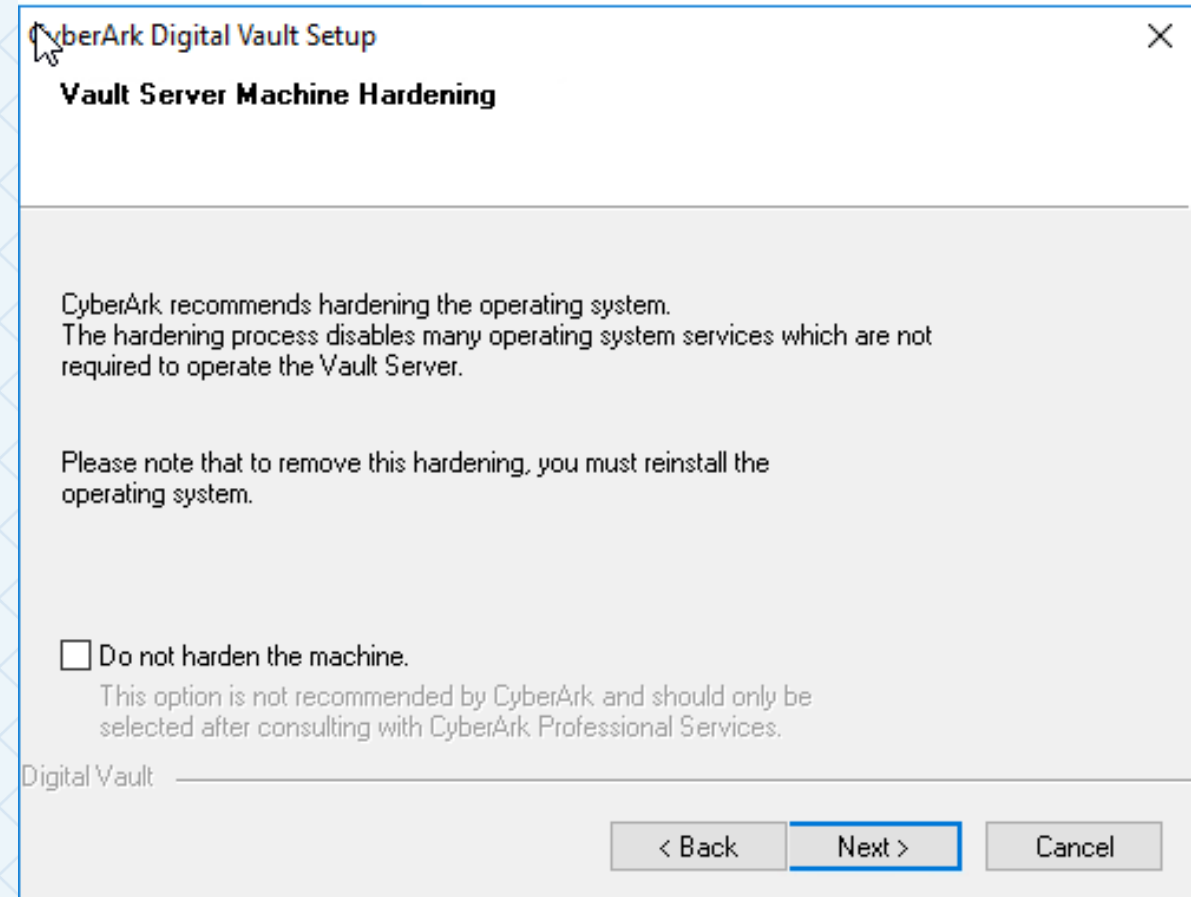 CyberArk Digital Vault Setup
Vault Server Machine Hardening
CyberArk recommends hardening the operating system.
The hardening process disables many operating system services which are not
required to operate the Vault Server.
Please note that to remove this hardening, you must reinstall the
operating system.
Do not harden the machine.
This option is not recommended by CyberArk and should only be
selected after consulting with CyberArk Professional Services.
Digital Vault
< Back Next > Cancel